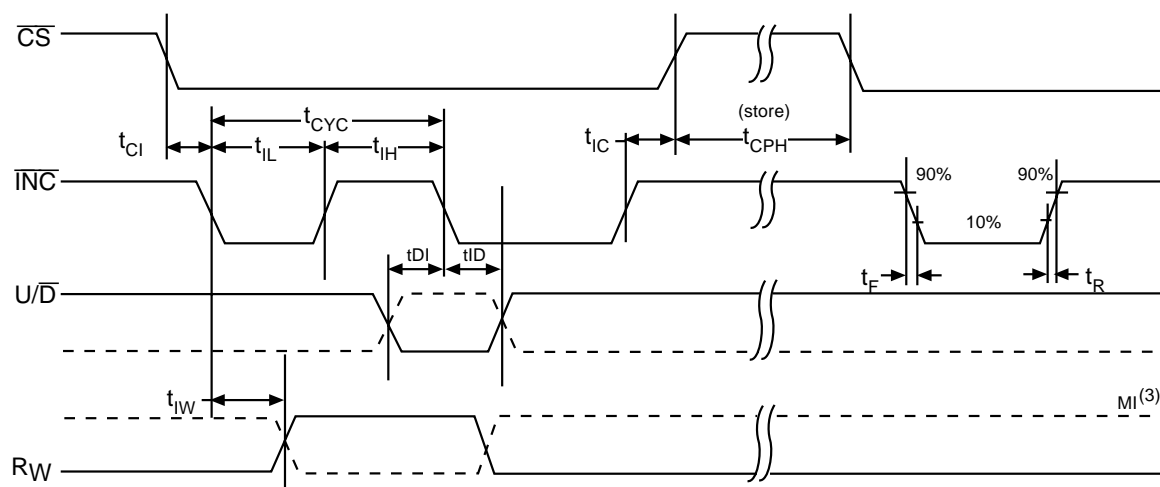 CS
tCYC
(store)
tCI
tIL
tIH
tIC
tCPH
INC
90%
90%
tDI
tID
10%
U/D
tF
tR
tIW
MI(3)
RW